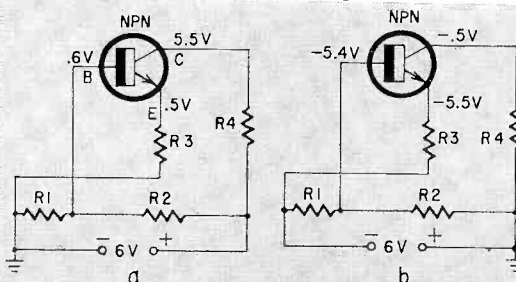 NPN
.6V
B
5.5V
C
E
.5V
R3
R4
R1
R2
− 6V +
a
NPN
-5.4V
-.5V
-5.5V
R3
R4
R1
R2
− 6V +
b